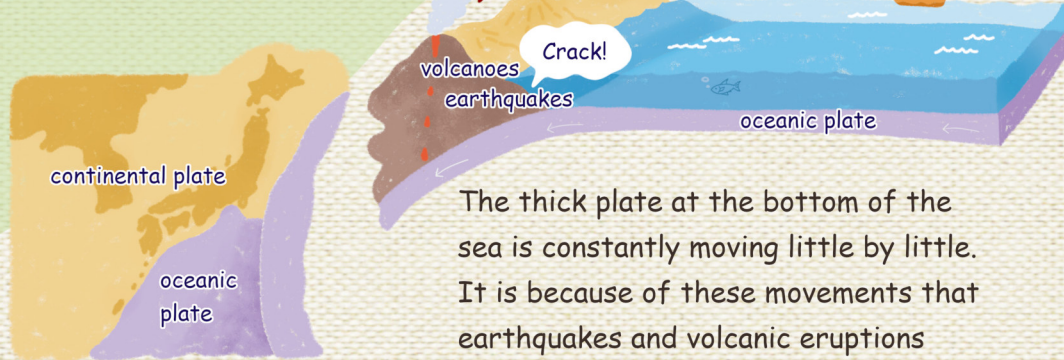 Crack!
volcanoes
earthquakes
oceanic plate
continental plate
oceanic
plate
The thick plate at the bottom of the
sea is constantly moving little by little.
It is because of these movements that
earthquakes and volcanic eruptions